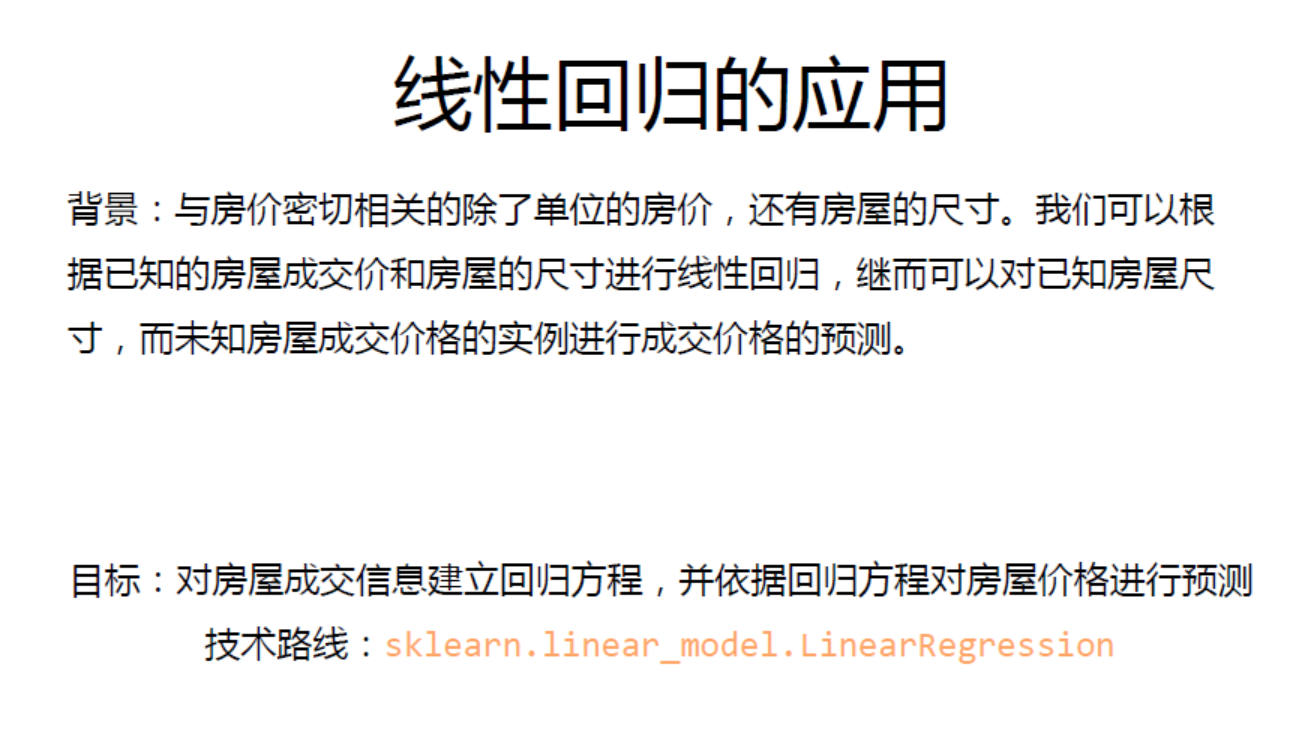 线性回归的应用
背景：与房价密切相关的除了单位的房价，还有房屋的尺寸。我们可以根
据已知的房屋成交价和房屋的尺寸进行线性回归，继而可以对已知房屋尺
寸，而未知房屋成交价格的实例进行成交价格的预测。
目标：对房屋成交信息建立回归方程，并依据回归方程对房屋价格进行预测
技术路线：sklearn.linear_model.LinearRegression